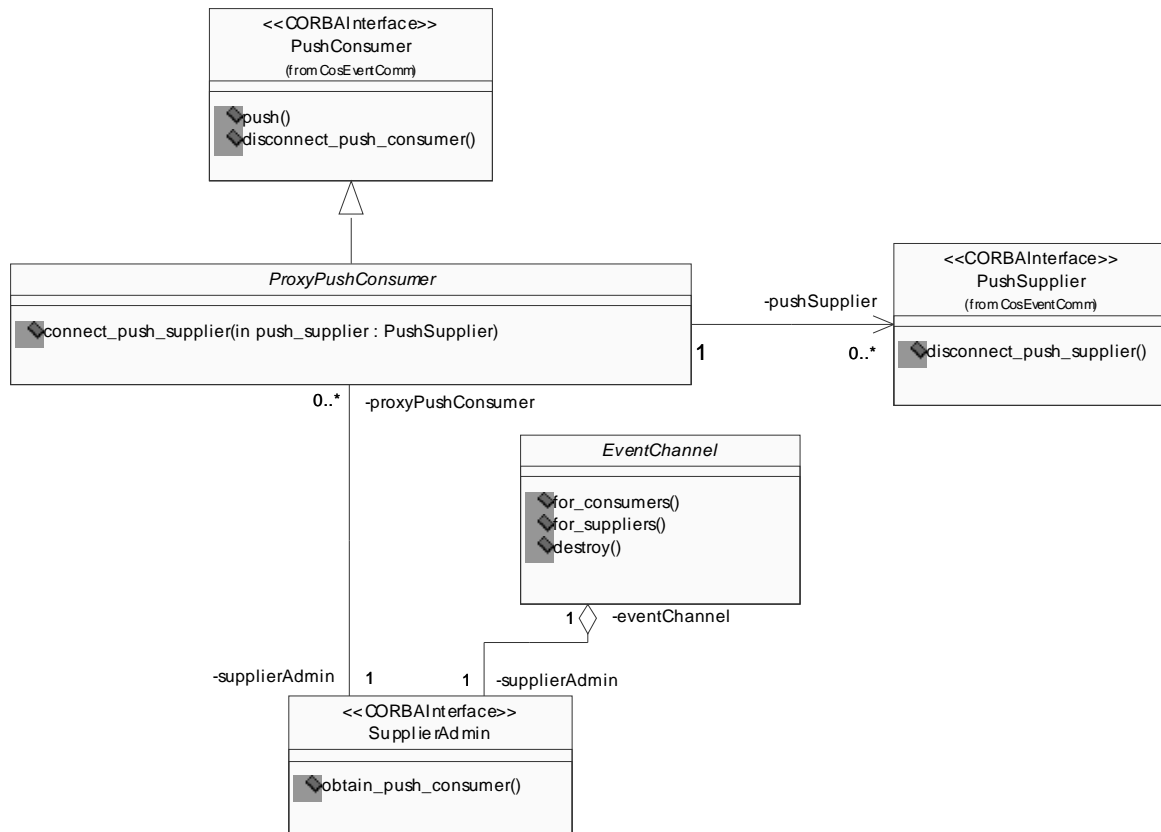 <<CORBAInterface>>
PushConsumer
(from CosEventComm)
push()
disconnect_push_consumer()
ProxyPushConsumer
connect_push_supplier(in push_supplier : PushSupplier)
-pushSupplier
1
0..*
<<CORBAInterface>>
PushSupplier
(from CosEventComm)
disconnect_push_supplier()
0..*
-proxyPushConsumer
EventChannel
for_consumers()
for_suppliers()
destroy()
1
-eventChannel
-supplierAdmin
1
1
-supplierAdmin
<<CORBAInterface>>
SupplierAdmin
obtain_push_consumer()